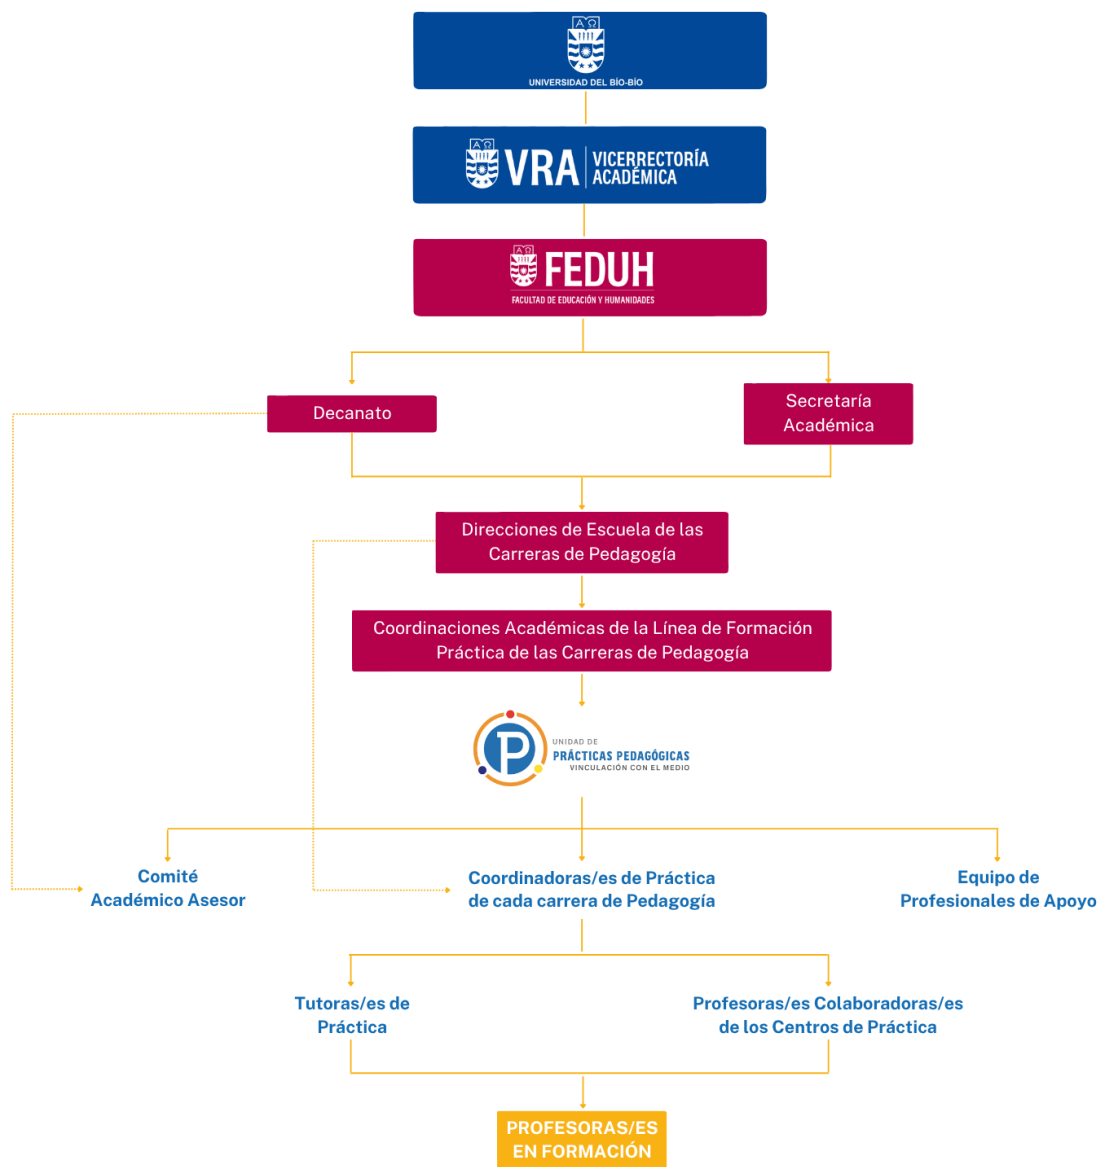 UNIVERSIDAD DEL BÍO-BÍO
VRA
VICERRECTORÍA
ACADÉMICA
FEDUH
FACULTAD DE EDUCACIÓN Y HUMANIDADES
Decanato
Secretaría
Académica
Direcciones de Escuela de las
Carreras de Pedagogía
Coordinaciones Académicas de la Línea de Formación
Práctica de las Carreras de Pedagogía
P
UNIDAD DE
PRÁCTICAS PEDAGÓGICAS
VINCULACIÓN CON EL MEDIO
Comité
Académico Asesor
Coordinadoras/es de Práctica
de cada carrera de Pedagogía
Equipo de
Profesionales de Apoyo
Tutoras/es de
Práctica
Profesoras/es Colaboradoras/es
de los Centros de Práctica
PROFESORAS/ES
EN FORMACIÓN